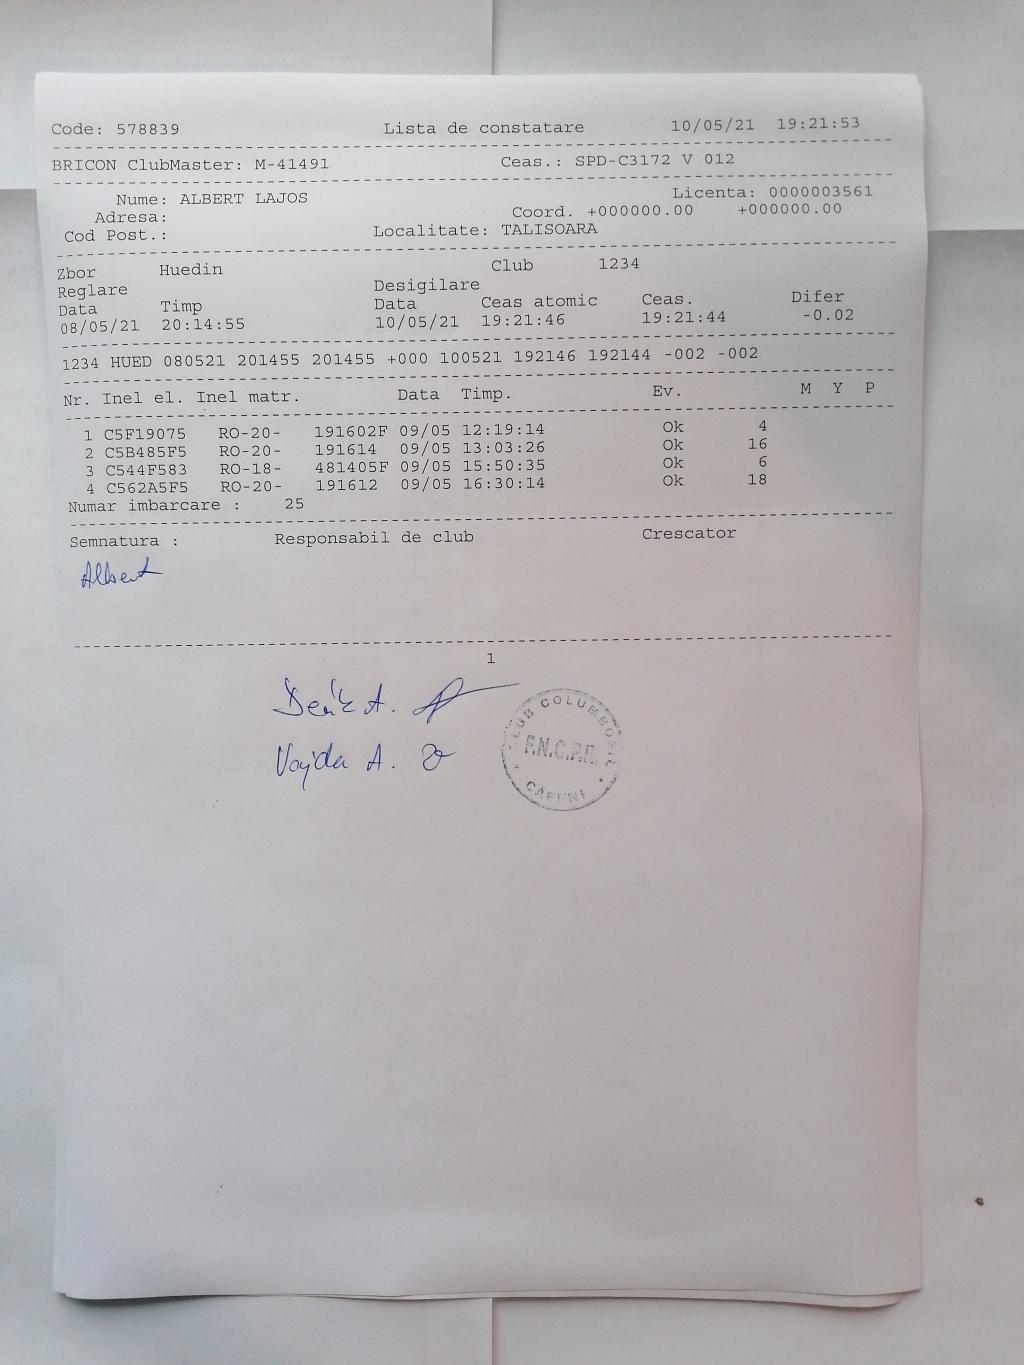 Code: 578839 Lista de constatare 10/05/21 19:21:53
BRICON ClubMaster: M-41491 Ceas.: SPD-C3172 V 012
Nume: ALBERT LAJOS Licenta: 0000003561
Adresa: Coord. +000000.00 +000000.00
Cod Post.: Localitate: TALISOARA
Zbor Huedin Club 1234
Reglare Desigilare
Data Timp Data Ceas atomic Ceas. Difer
08/05/21 20:14:55 10/05/21 19:21:46 19:21:44 -0.02
1234 HUED 080521 201455 201455 +000 100521 192146 192144 -002 -002
Nr. Inel el. Inel matr. Data Timp. Ev. M Y P
1 C5F19075 RO-20- 191602F 09/05 12:19:14 Ok 4
2 C5B485F5 RO-20- 191614 09/05 13:03:26 Ok 16
3 C544F583 RO-18- 481405F 09/05 15:50:35 Ok 6
4 C562A5F5 RO-20- 191612 09/05 16:30:14 Ok 18
Numar imbarcare : 25
Semnatura : Responsabil de club Crescator
Albert
1
Deák A.
Vajda A.
CLUB COLUMBOFIL
F.N.C.P.R.
CĂPENI